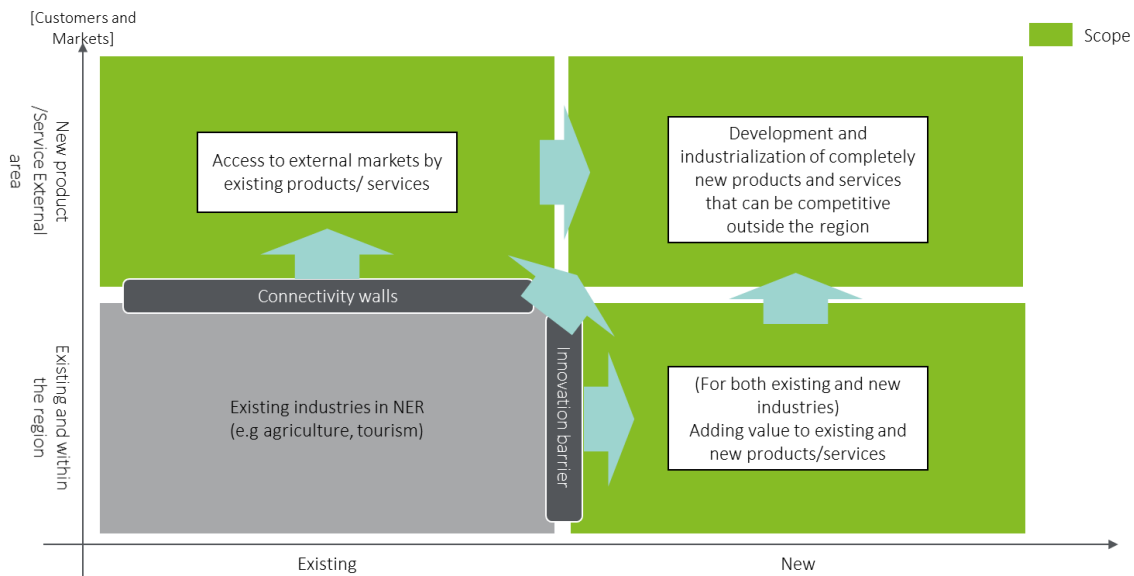 [Customers and
Markets]
Scope
New product
/Service External
area
Access to external markets by
existing products/ services
Development and
industrialization of completely
new products and services
that can be competitive
outside the region
Connectivity walls
Existing and within
the region
Existing industries in NER
(e.g agriculture, tourism)
Innovation barrier
(For both existing and new
industries)
Adding value to existing and
new products/services
Existing
New